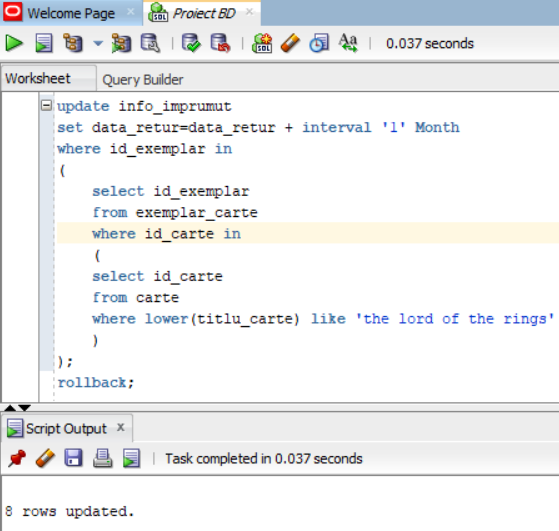 Welcome Page × Proiect BD ×
SQL Aa 0.037 seconds
Worksheet Query Builder
update info_imprumut
set data_retur=data_retur + interval '1' Month
where id_exemplar in
(
select id_exemplar
from exemplar_carte
where id_carte in
(
select id_carte
from carte
where lower(titlu_carte) like 'the lord of the rings'
)
);
rollback;
Script Output x
Task completed in 0.037 seconds
8 rows updated.